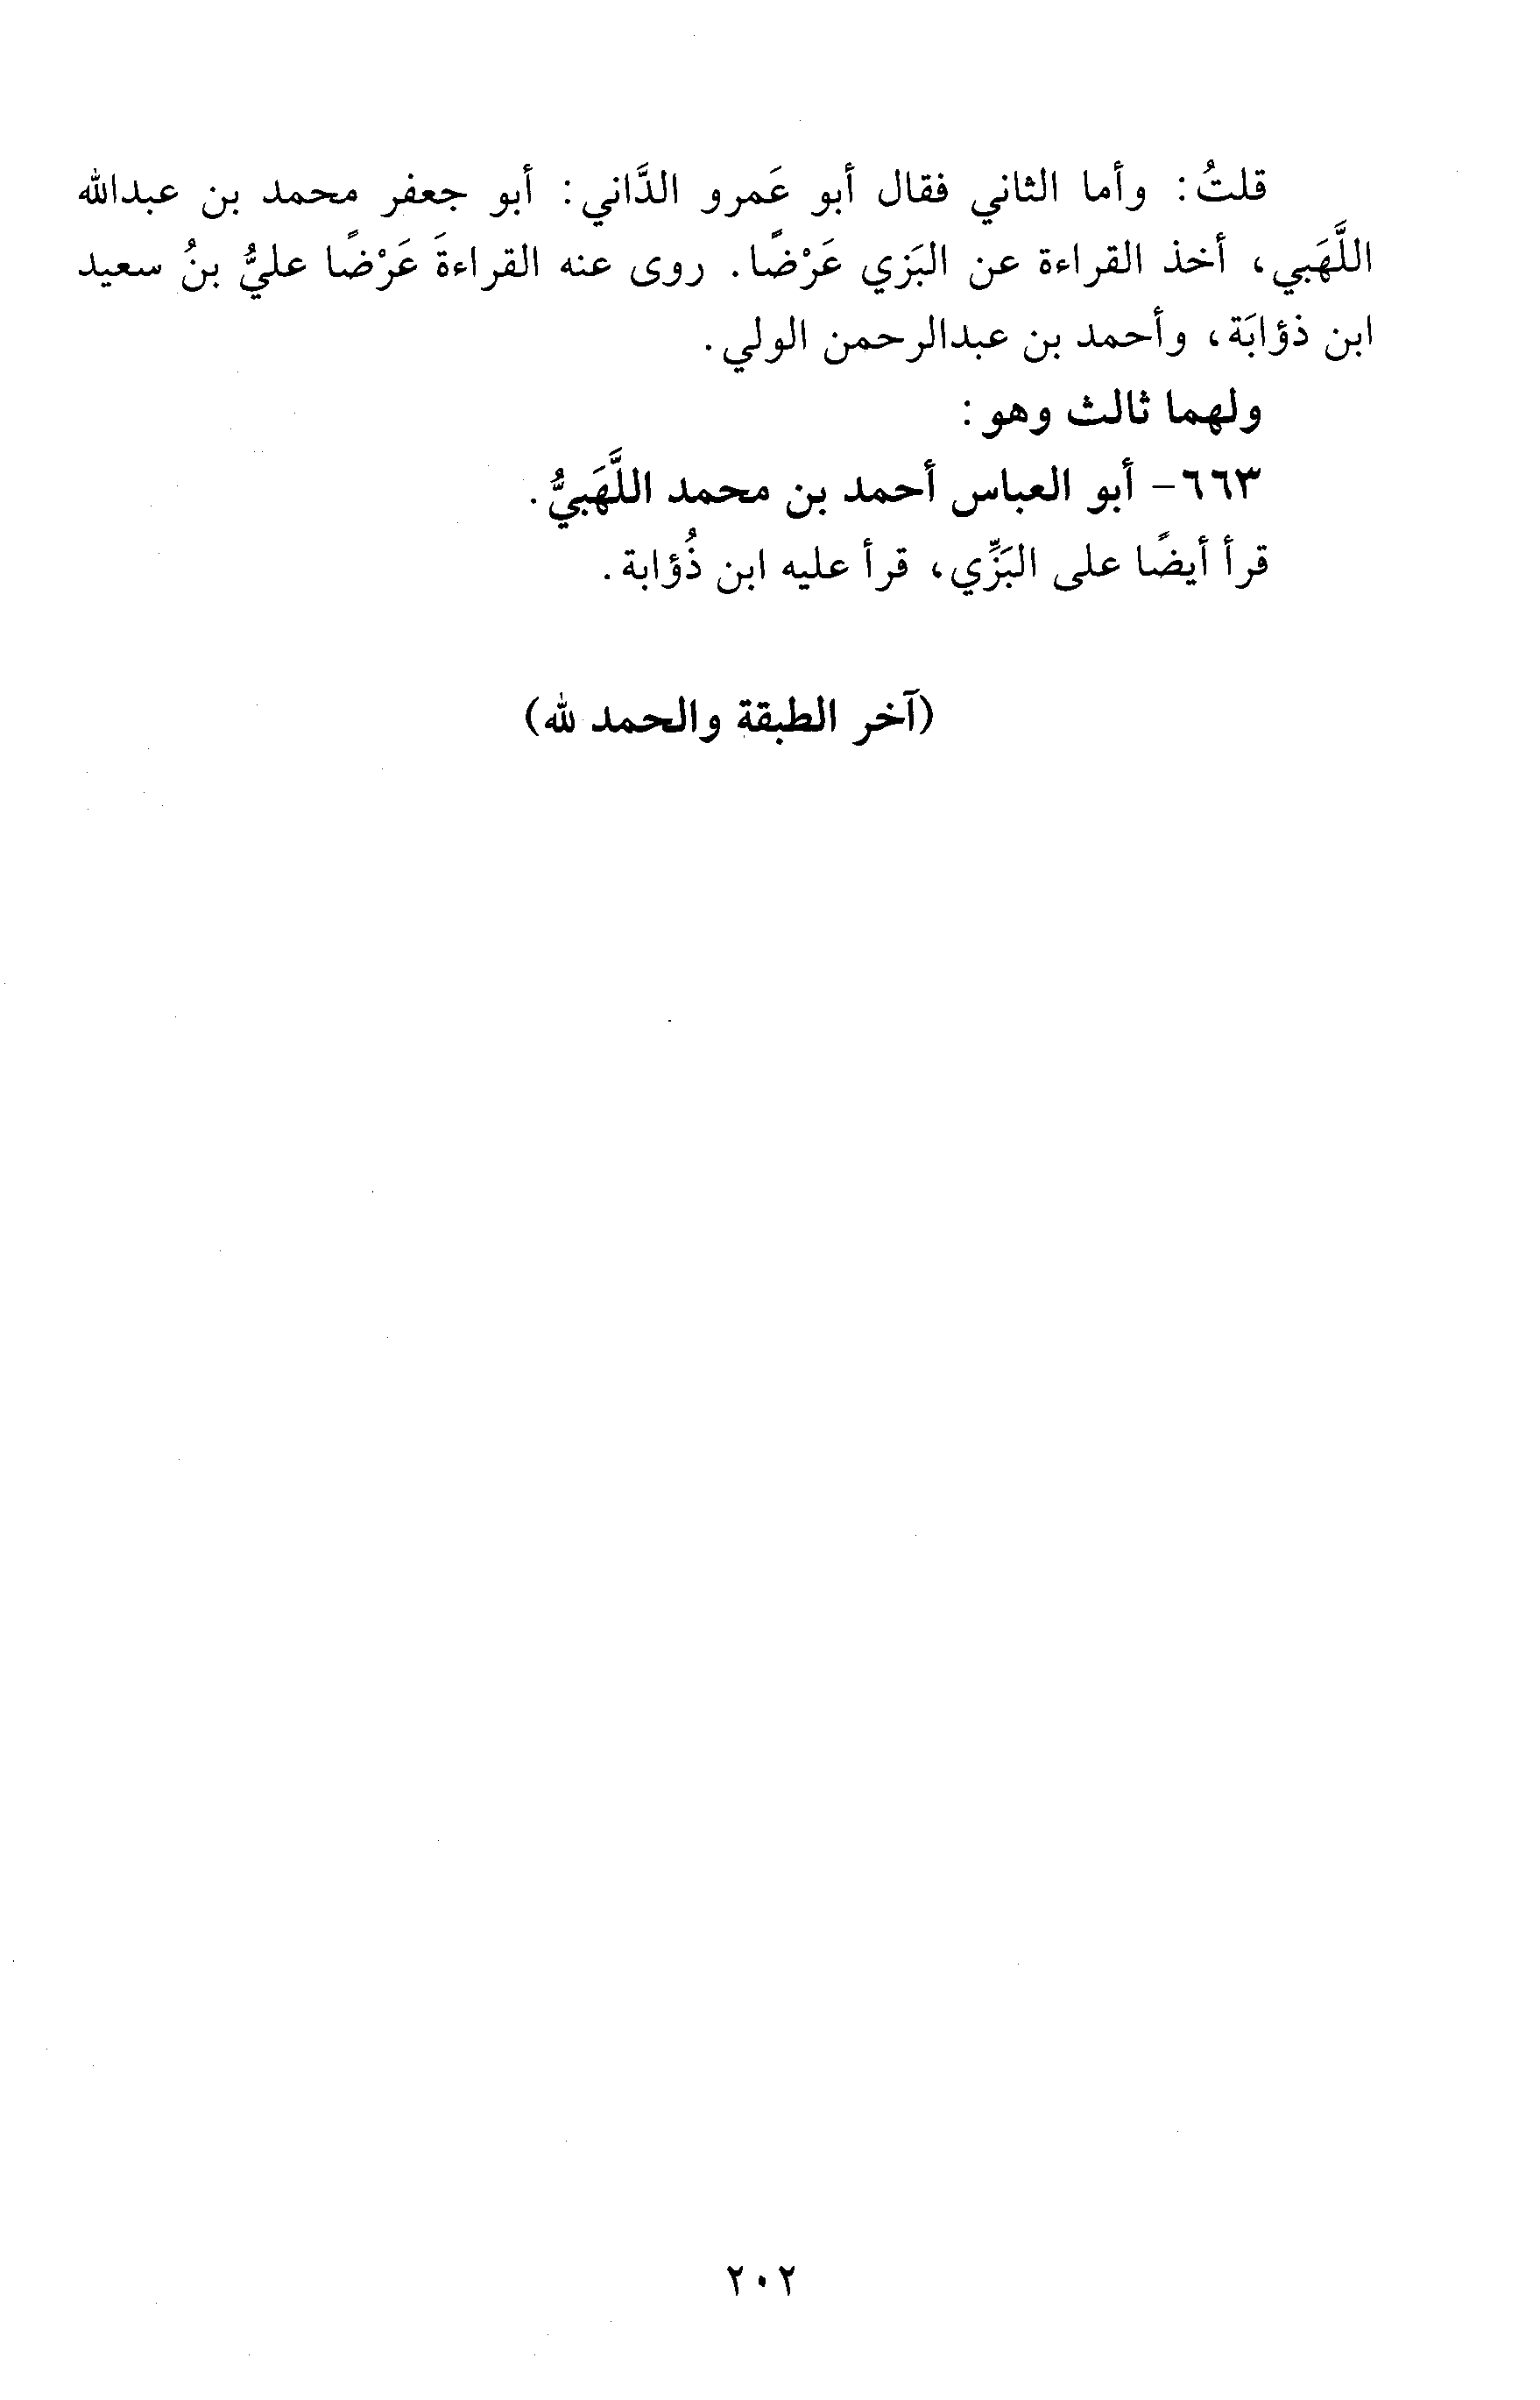 قلتُ: وأما الثاني فقال أبو عَمرو الدَّاني: أبو جعفر محمد بن عبدالله
اللَّهَبي، أخذ القراءة عن البَزي عَرْضًا. روى عنه القراءةَ عَرْضًا عليُّ بنُ سعيد
ابن ذؤابَة، وأحمد بن عبدالرحمن الولي.
ولهما ثالث وهو:
٦٦٣- أبو العباس أحمد بن محمد اللَّهَبيُّ.
قرأ أيضًا على البَزِّي، قرأ عليه ابن ذُؤابة.
(آخر الطبقة والحمد لله)
٢٠٢